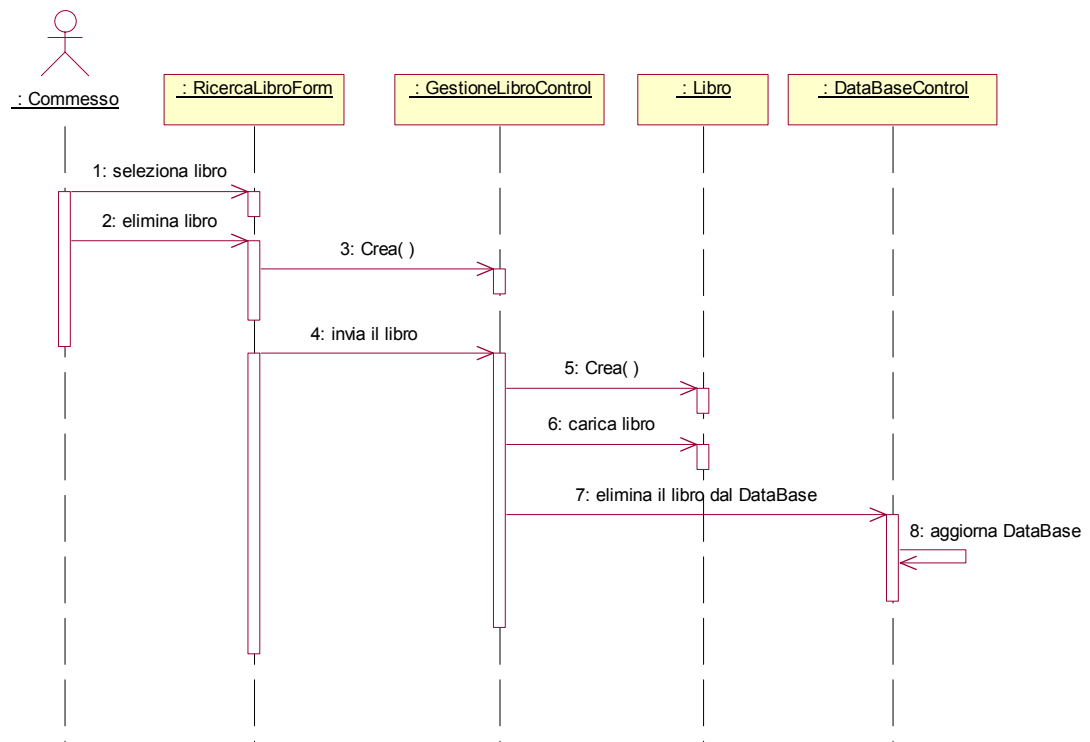 : Commesso
: RicercaLibroForm
: GestioneLibroControl
: Libro
: DataBaseControl
1: seleziona libro
2: elimina libro
3: Crea( )
4: invia il libro
5: Crea( )
6: carica libro
7: elimina il libro dal DataBase
8: aggiorna DataBase